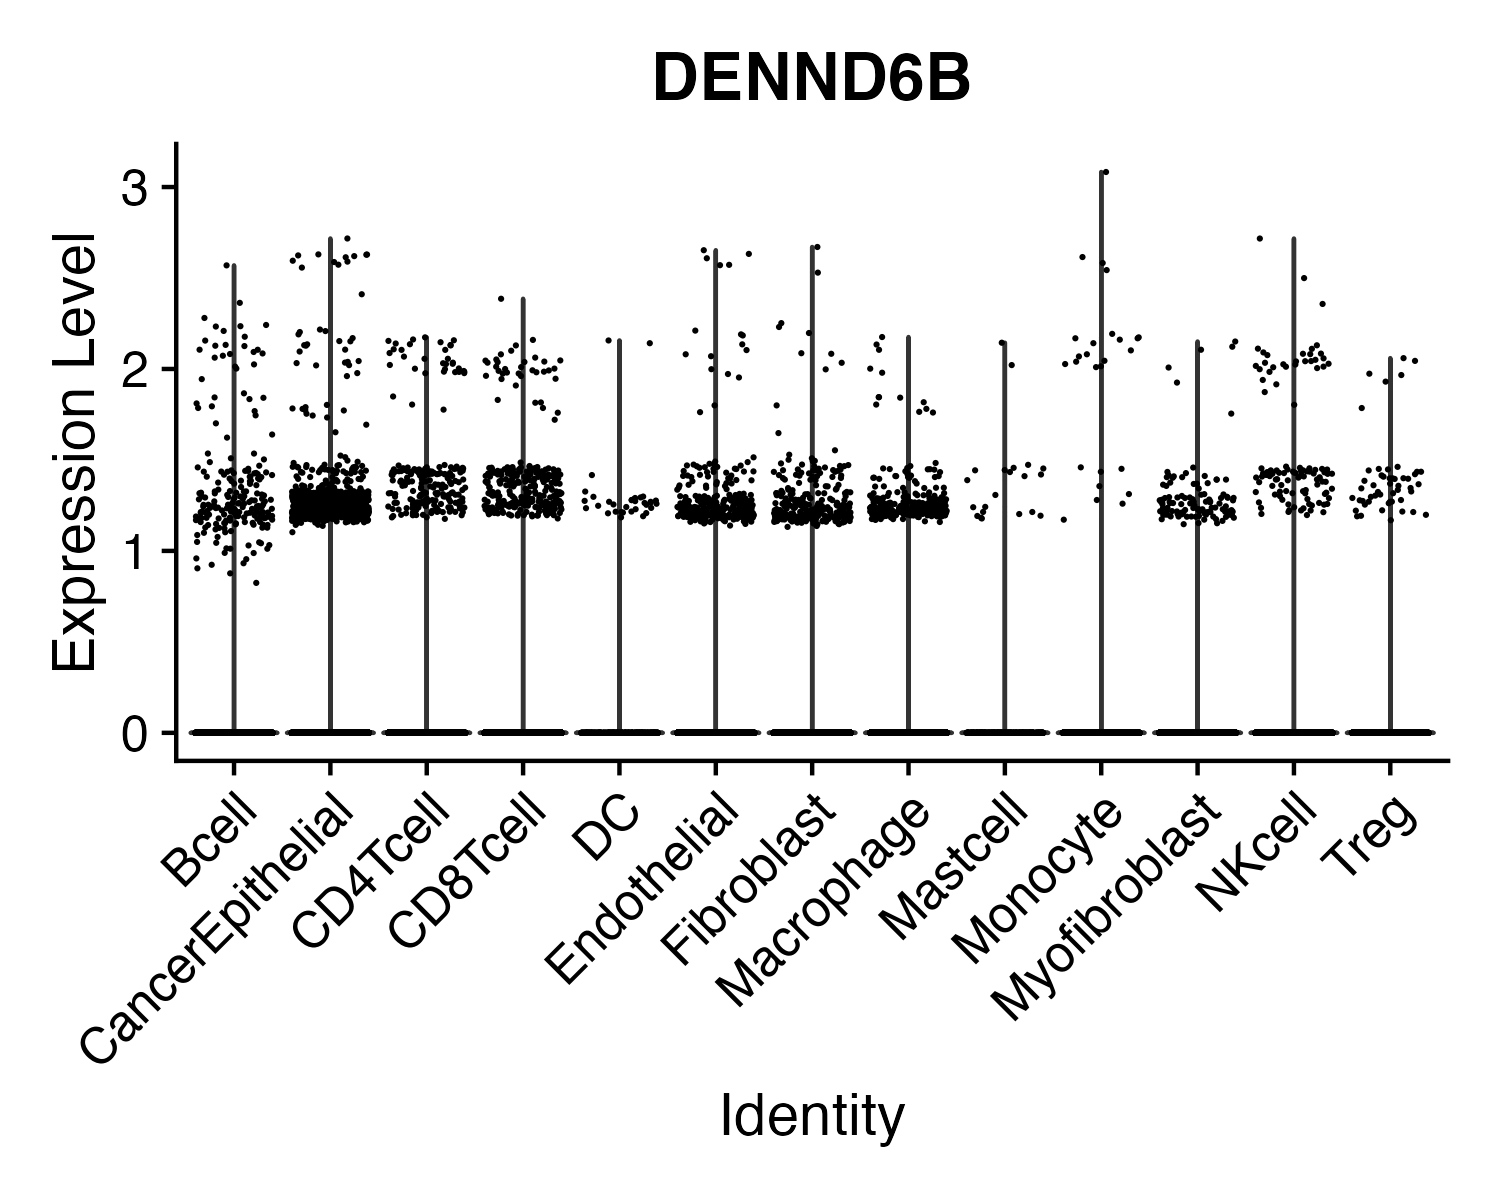 DENND6B
Expression Level
3
2
1
0
Bcell
CancerEpithelial
CD4Tcell
CD8Tcell
DC
Endothelial
Fibroblast
Macrophage
Mastcell
Monocyte
Myofibroblast
NKcell
Treg
Identity